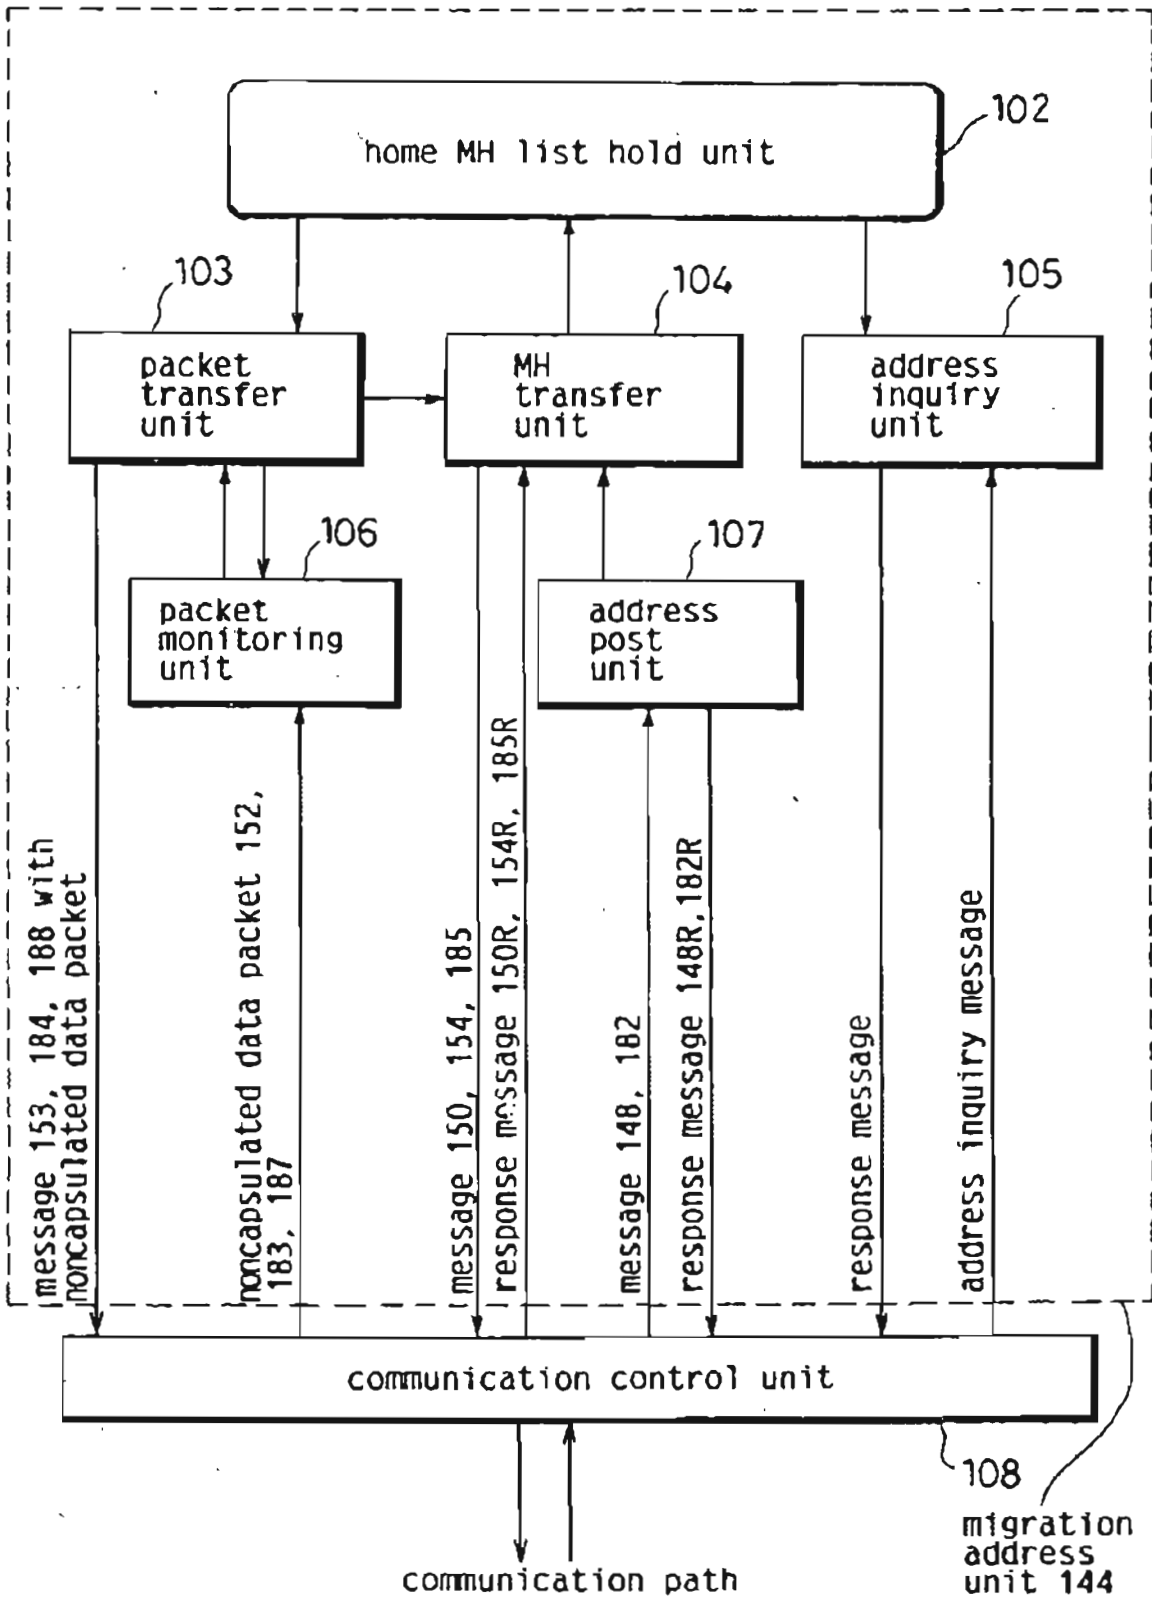 102
home MH list hold unit
103
104
105
packet
transfer
unit
MH
transfer
unit
address
inquiry
unit
106
107
packet
monitoring
unit
address
post
unit
message 153, 184, 188 with
noncapsulated data packet
noncapsulated data packet 152,
183, 187
message 150, 154, 185
response message 150R, 154R, 185R
message 148, 182
response message 148R,182R
response message
address inquiry message
communication control unit
108
migration
address
unit 144
communication path